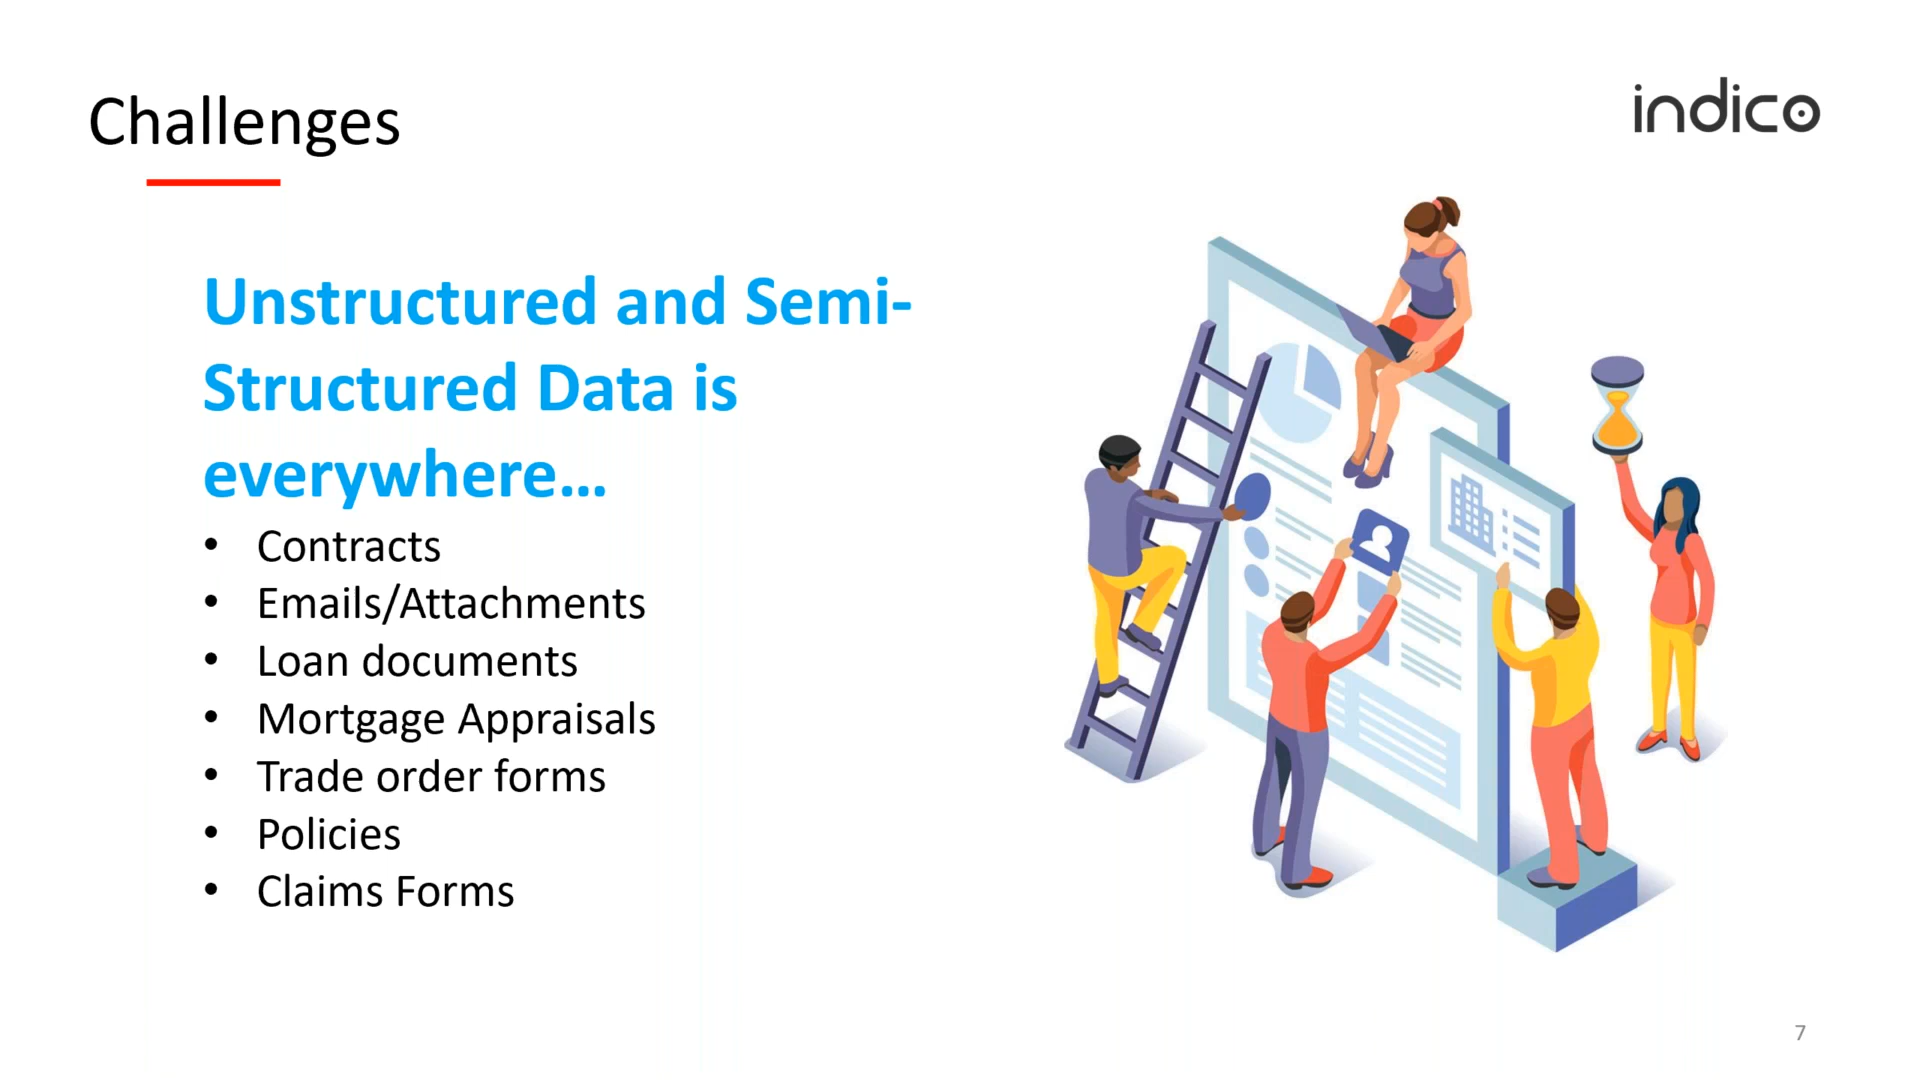 Challenges
indico
Unstructured and Semi-
Structured Data is
everywhere...
• Contracts
• Emails/Attachments
• Loan documents
• Mortgage Appraisals
• Trade order forms
• Policies
• Claims Forms
7